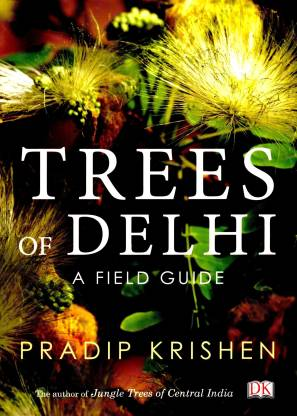 TREES
OF DELHI
A FIELD GUIDE
PRADIP KRISHEN
The author of Jungle Trees of Central India
DK